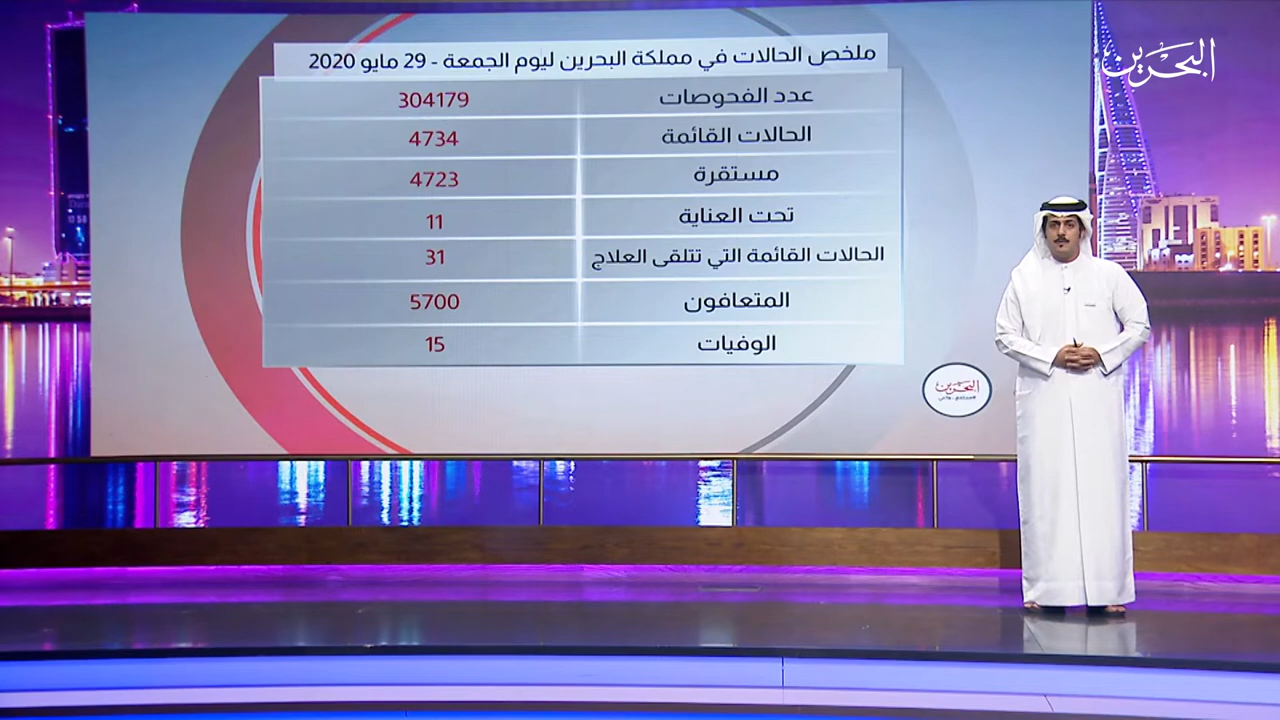 البحرين
ملخص الحالات في مملكة البحرين ليوم الجمعة - 29 مايو 2020
عدد الفحوصات 304179
الحالات القائمة 4734
مستقرة 4723
تحت العناية 11
الحالات القائمة التي تتلقى العلاج 31
المتعافون 5700
الوفيات 15
البحرين